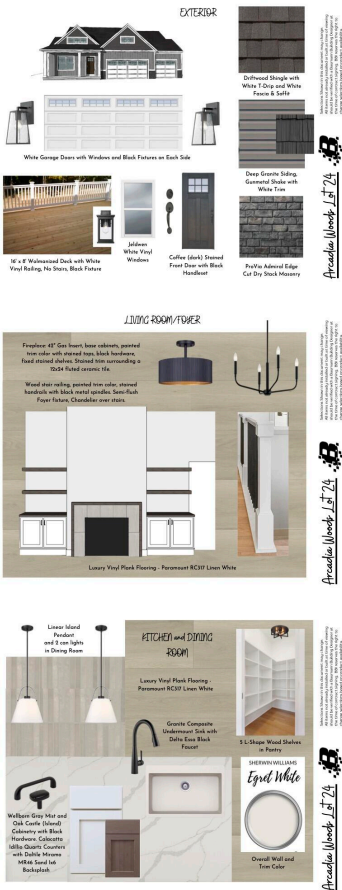 EXTERIOR
Driftwood Shingle with
White T-Drip and White
Fascia & Soffit
White Garage Doors with Windows and Black Fixtures on Each Side
Deep Granite Siding,
Gunmetal Shake with
White Trim
16' x 8' Wolmanized Deck with White
Vinyl Railing, No Stairs, Black Fixture
Jeldwen
White Vinyl
Windows
Coffee (dark) Stained
Front Door with Black
Handleset
ProVia Admiral Edge
Cut Dry Stack Masonry
Arcadia Woods Lot 24
LIVING ROOM/FOYER
Fireplace: 42" Gas Insert, base cabinets, painted
trim color with stained tops, black hardware,
fixed stained shelves. Stained trim surrounding a
12x24 fluted ceramic tile.
Wood stair railing, painted trim color, stained
handrails with black metal spindles. Semi-flush
Foyer fixture, Chandelier over stairs.
Luxury Vinyl Plank Flooring - Paramount RC517 Linen White
Arcadia Woods Lot 24
Linear Island
Pendant
and 2 can lights
in Dining Room
KITCHEN and DINING
ROOM
Luxury Vinyl Plank Flooring -
Paramount RC517 Linen White
Granite Composite
Undermount Sink with
Delta Essa Black
Faucet
5 L-Shape Wood Shelves
in Pantry
Wellborn Gray Mist and
Oak Castle (Island)
Cabinetry with Black
Hardware. Calacatta
Idillio Quartz Counters
with Daltile Miramo
MR46 Sand 1x6
Backsplash
SHERWIN WILLIAMS
Egret White
Overall Wall and
Trim Color
Arcadia Woods Lot 24